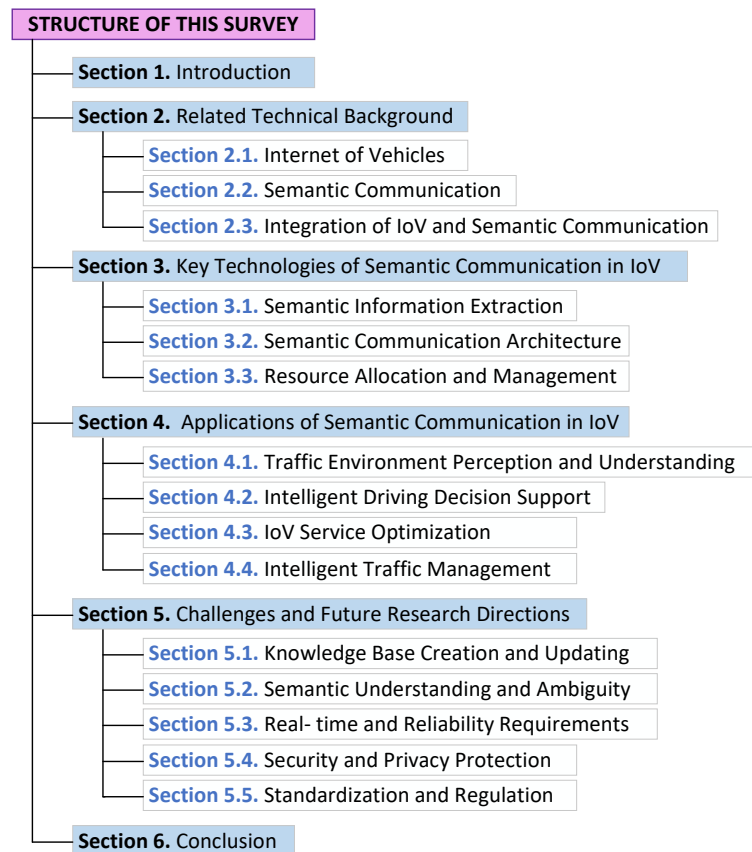 STRUCTURE OF THIS SURVEY
Section 1. Introduction
Section 2. Related Technical Background
Section 2.1. Internet of Vehicles
Section 2.2. Semantic Communication
Section 2.3. Integration of IoV and Semantic Communication
Section 3. Key Technologies of Semantic Communication in IoV
Section 3.1. Semantic Information Extraction
Section 3.2. Semantic Communication Architecture
Section 3.3. Resource Allocation and Management
Section 4. Applications of Semantic Communication in IoV
Section 4.1. Traffic Environment Perception and Understanding
Section 4.2. Intelligent Driving Decision Support
Section 4.3. IoV Service Optimization
Section 4.4. Intelligent Traffic Management
Section 5. Challenges and Future Research Directions
Section 5.1. Knowledge Base Creation and Updating
Section 5.2. Semantic Understanding and Ambiguity
Section 5.3. Real- time and Reliability Requirements
Section 5.4. Security and Privacy Protection
Section 5.5. Standardization and Regulation
Section 6. Conclusion